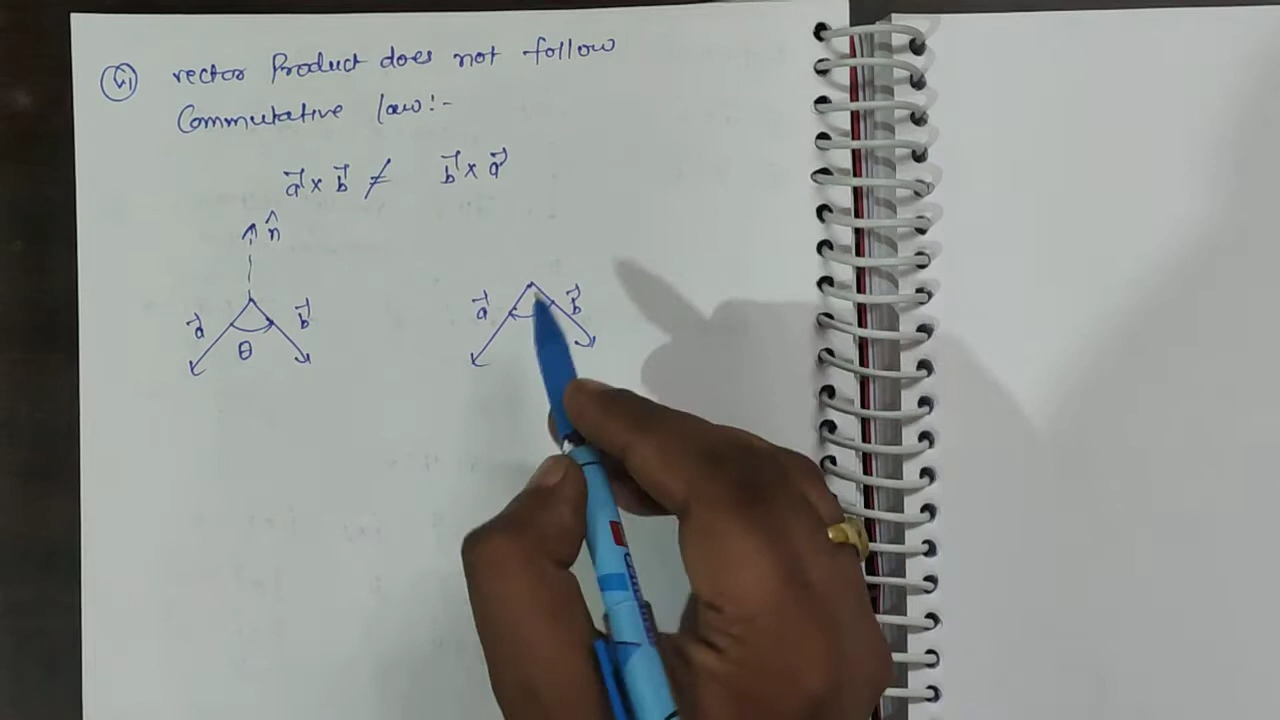 (vi) vector Product does not follow
Commutative law:-
a⃗ × b⃗ ≠ b⃗ × a⃗
n̂
a⃗ b⃗ a⃗ b⃗
θ